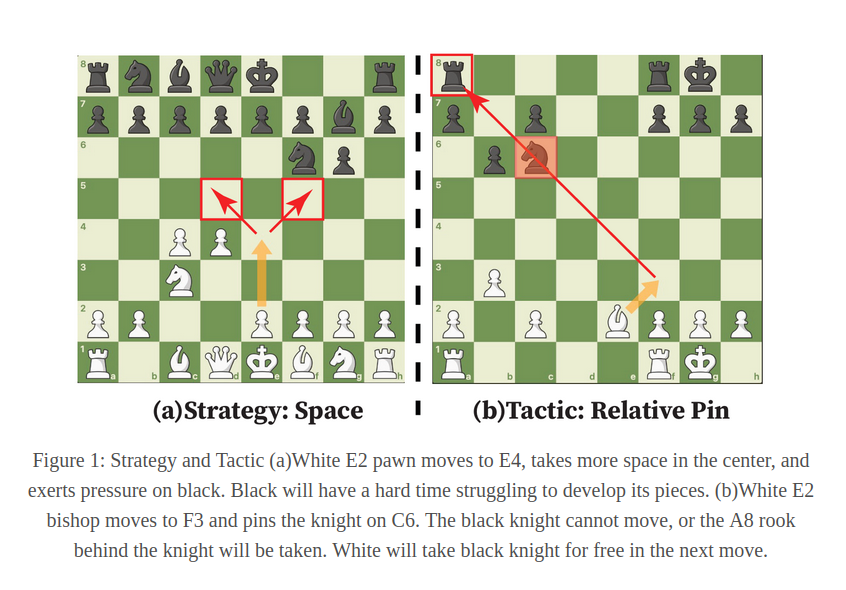 8
7
6
5
4
3
2
1
a b c d e f g h
8
7
6
5
4
3
2
1
a b c d e f g h
(a)Strategy: Space
(b)Tactic: Relative Pin
Figure 1: Strategy and Tactic (a)White E2 pawn moves to E4, takes more space in the center, and
exerts pressure on black. Black will have a hard time struggling to develop its pieces. (b)White E2
bishop moves to F3 and pins the knight on C6. The black knight cannot move, or the A8 rook
behind the knight will be taken. White will take black knight for free in the next move.